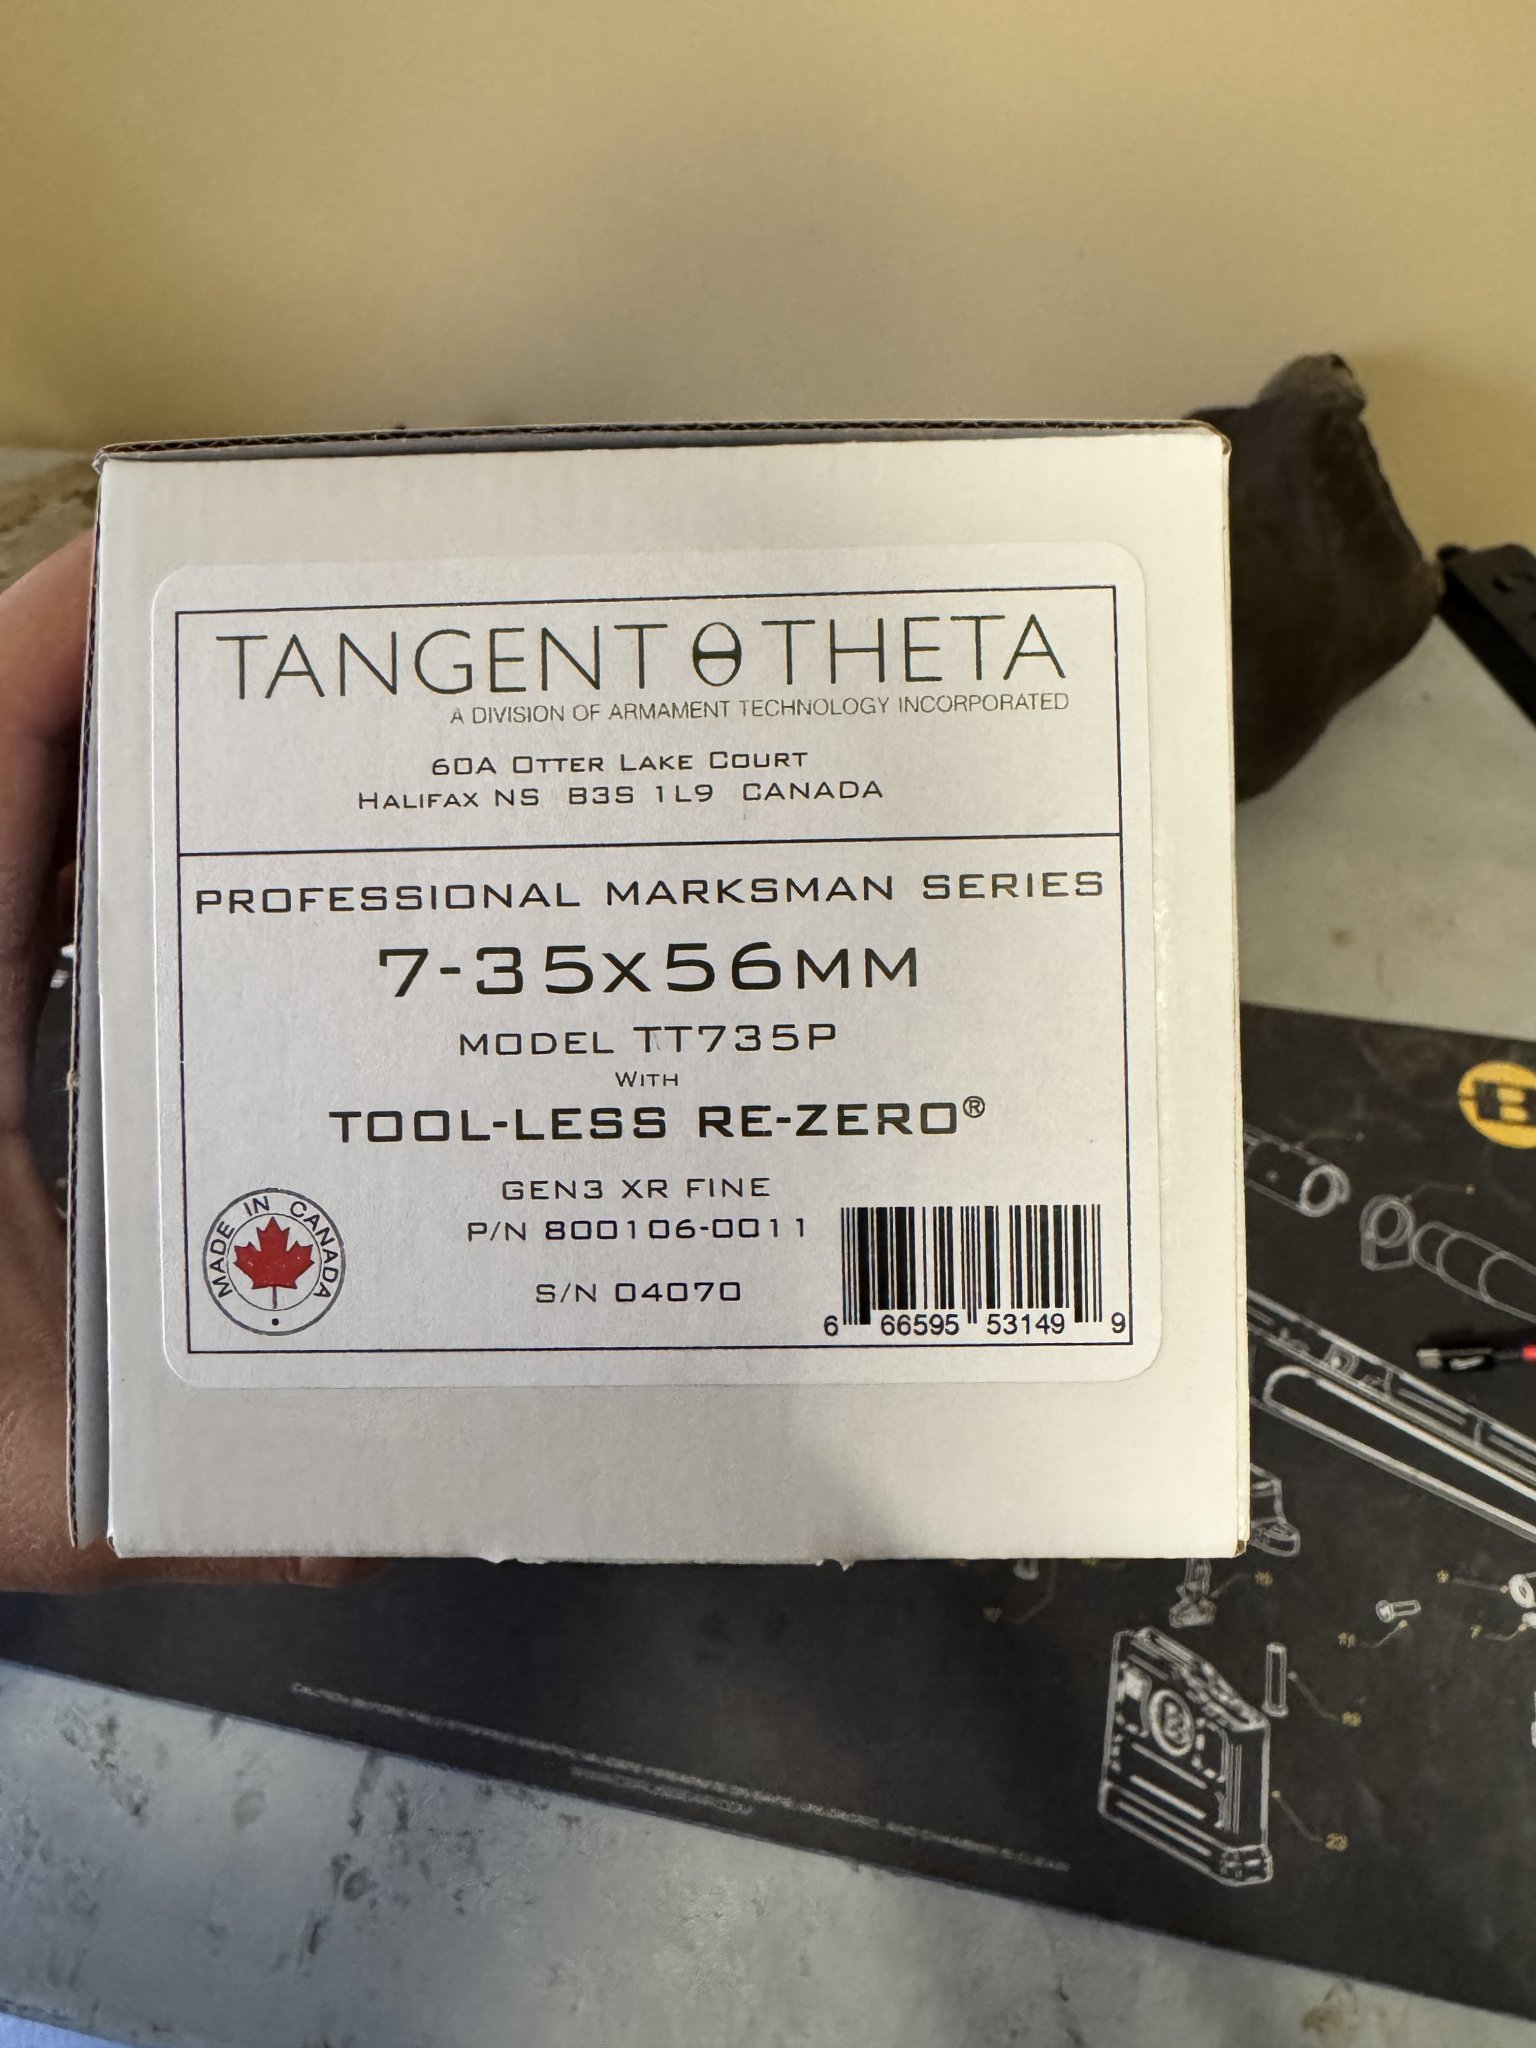 TANGENT θ THETA
A DIVISION OF ARMAMENT TECHNOLOGY INCORPORATED
60A OTTER LAKE COURT
HALIFAX NS B3S 1L9 CANADA
PROFESSIONAL MARKSMAN SERIES
7-35x56MM
MODEL TT735P
WITH
TOOL-LESS RE-ZERO®
GEN3 XR FINE
P/N 800106-0011
S/N 04070
MADE IN CANADA
6 66595 53149 9
23